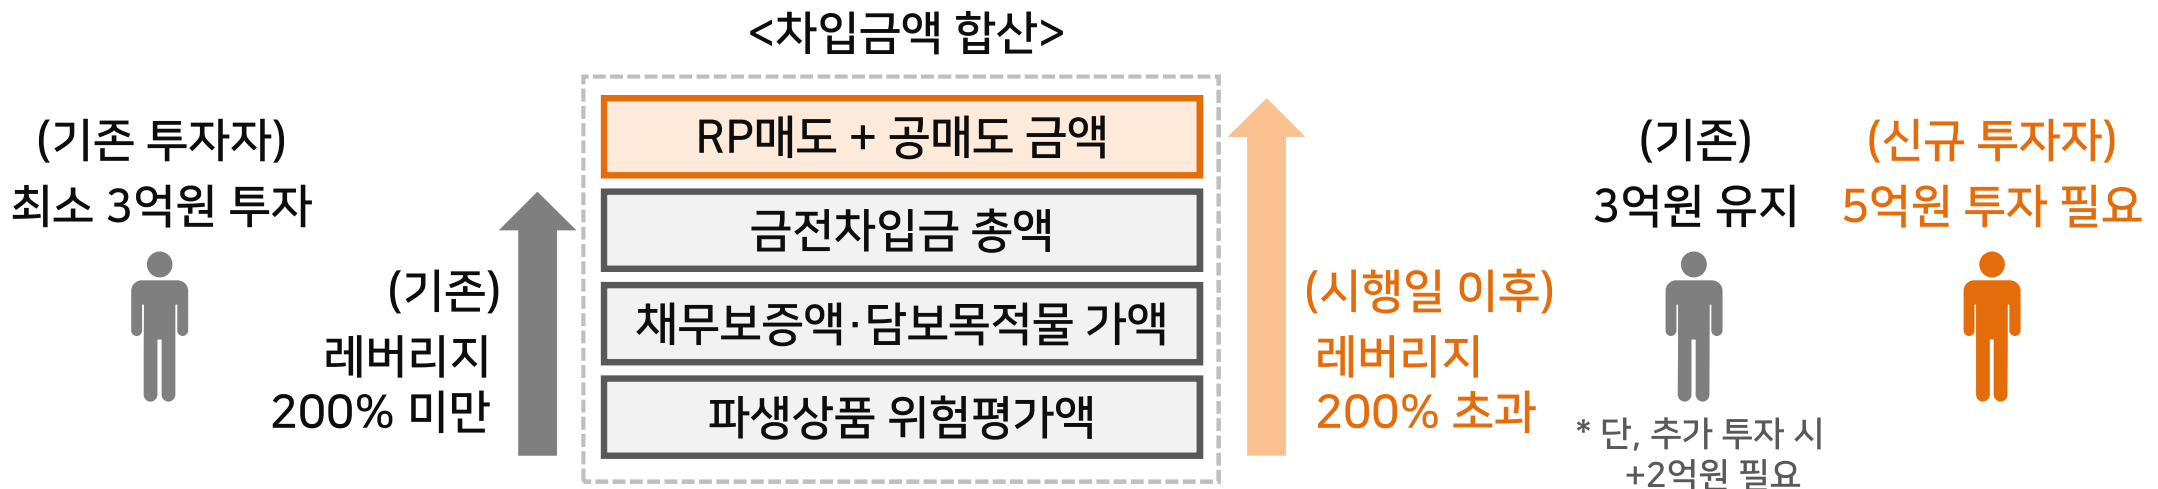 <차입금액 합산>
(기존 투자자)
최소 3억원 투자
(기존)
레버리지
200% 미만
RP매도 + 공매도 금액
금전차입금 총액
채무보증액·담보목적물 가액
파생상품 위험평가액
(시행일 이후)
레버리지
200% 초과
(기존)
3억원 유지
* 단, 추가 투자 시
+2억원 필요
(신규 투자자)
5억원 투자 필요